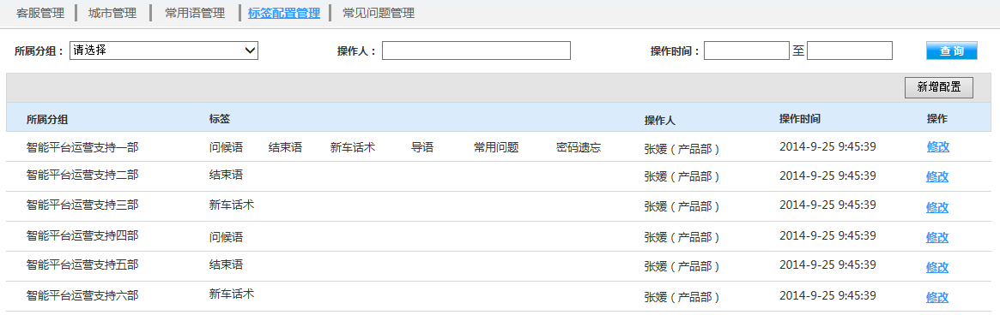 客服管理 城市管理 常用语管理 标签配置管理 常见问题管理
所属分组： 请选择 操作人： 操作时间： 至 查 询
新增配置
所属分组 标签 操作人 操作时间 操作
智能平台运营支持一部 问候语 结束语 新车话术 导语 常用问题 密码遗忘 张媛（产品部） 2014-9-25 9:45:39 修改
智能平台运营支持二部 结束语 张媛（产品部） 2014-9-25 9:45:39 修改
智能平台运营支持三部 新车话术 张媛（产品部） 2014-9-25 9:45:39 修改
智能平台运营支持四部 问候语 张媛（产品部） 2014-9-25 9:45:39 修改
智能平台运营支持五部 结束语 张媛（产品部） 2014-9-25 9:45:39 修改
智能平台运营支持六部 新车话术 张媛（产品部） 2014-9-25 9:45:39 修改